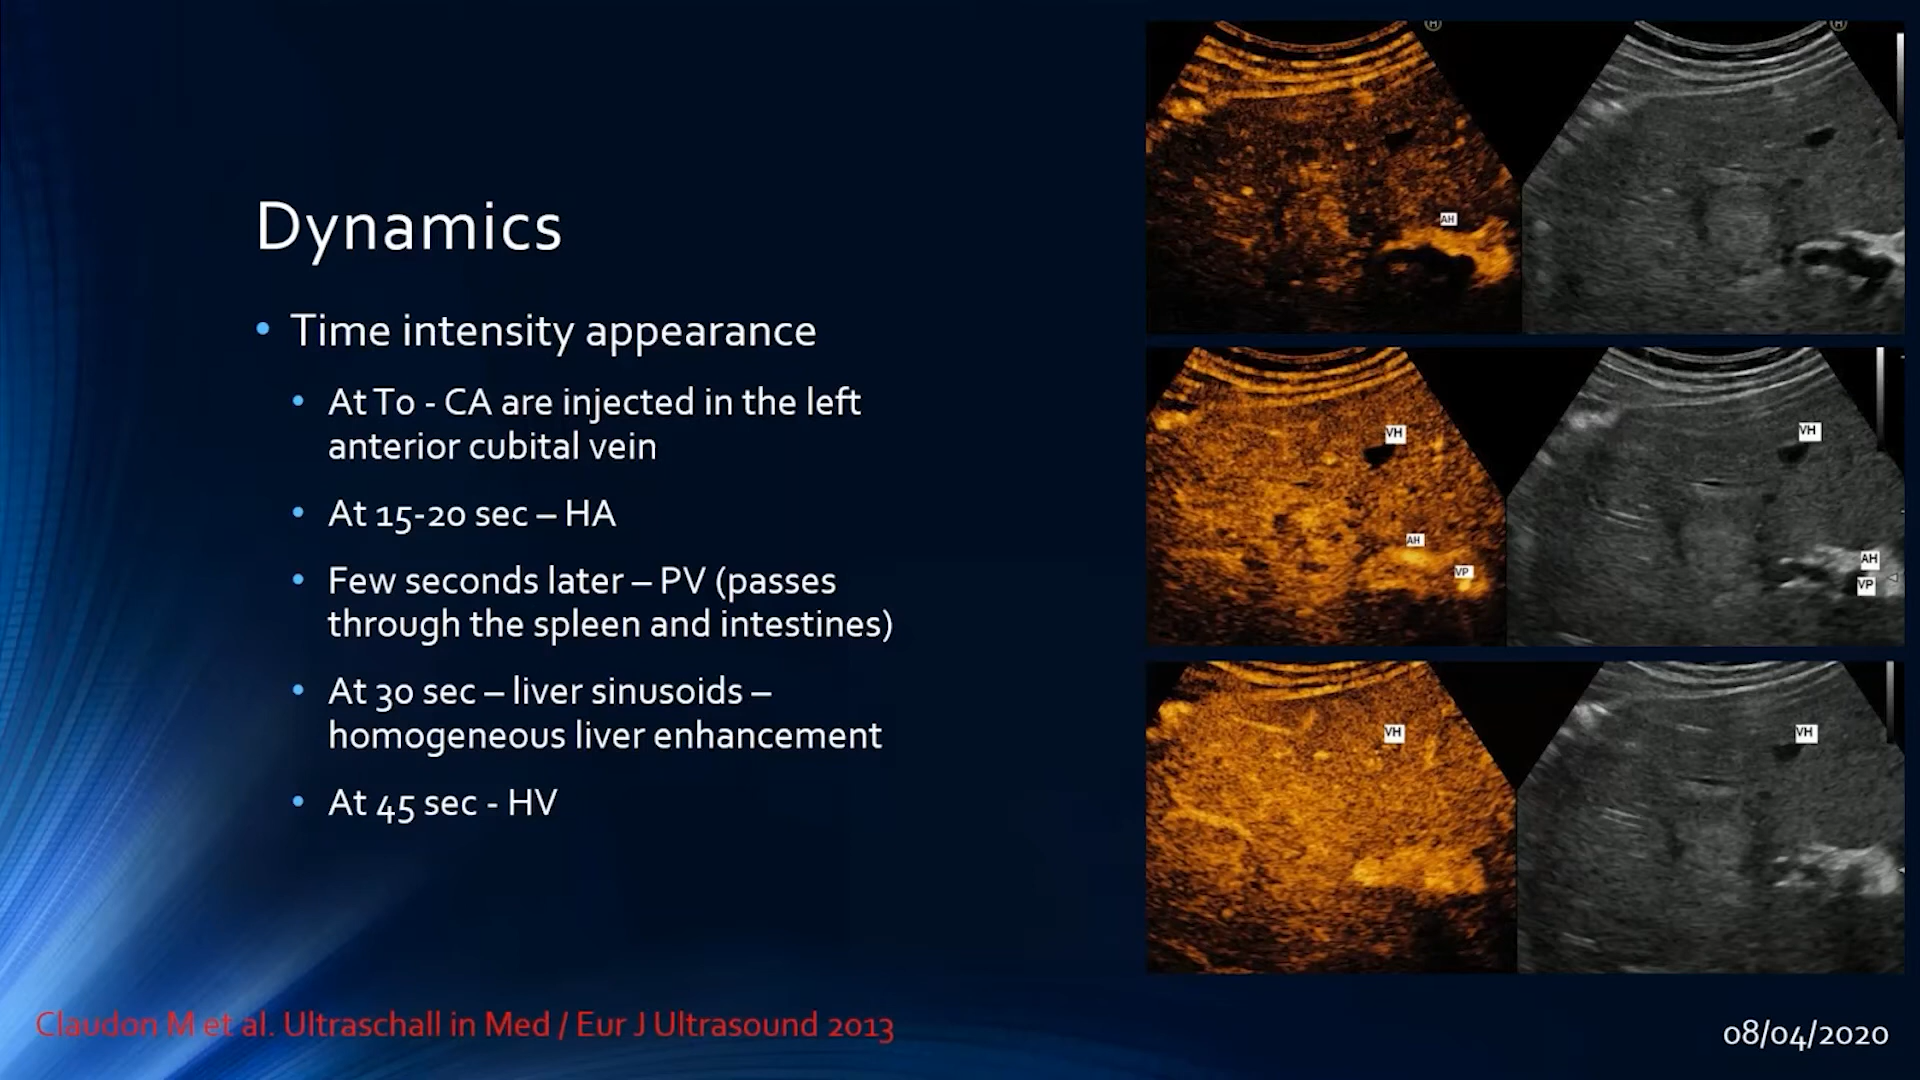 Dynamics
Time intensity appearance
At To - CA are injected in the left
anterior cubital vein
At 15-20 sec – HA
Few seconds later – PV (passes
through the spleen and intestines)
At 30 sec – liver sinusoids –
homogeneous liver enhancement
At 45 sec - HV
H
H
AH
VH
VH
AH
VP
AH
VP
VH
VH
Claudon M et al. Ultraschall in Med / Eur J Ultrasound 2013
08/04/2020